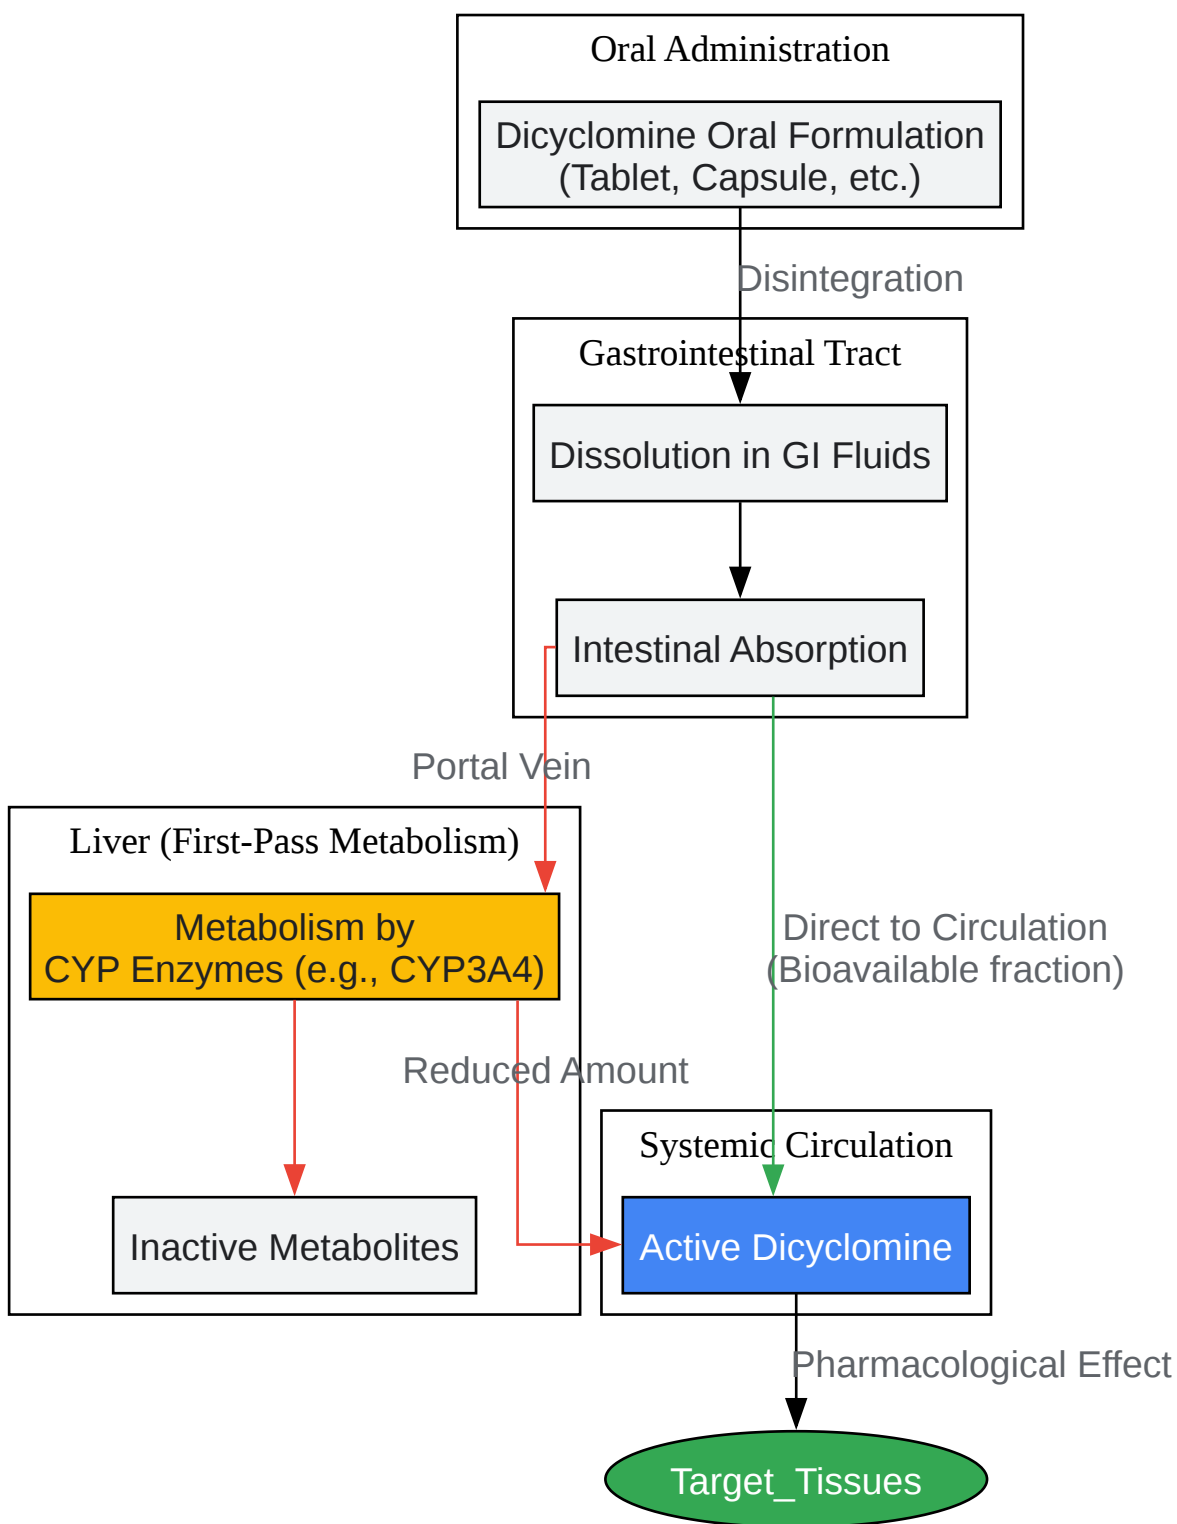 Oral Administration
Dicyclomine Oral Formulation
(Tablet, Capsule, etc.)
Disintegration
Gastrointestinal Tract
Dissolution in GI Fluids
Intestinal Absorption
Portal Vein
Liver (First-Pass Metabolism)
Metabolism by
CYP Enzymes (e.g., CYP3A4)
Direct to Circulation
(Bioavailable fraction)
Reduced Amount
Systemic Circulation
Inactive Metabolites
Active Dicyclomine
Pharmacological Effect
Target_Tissues